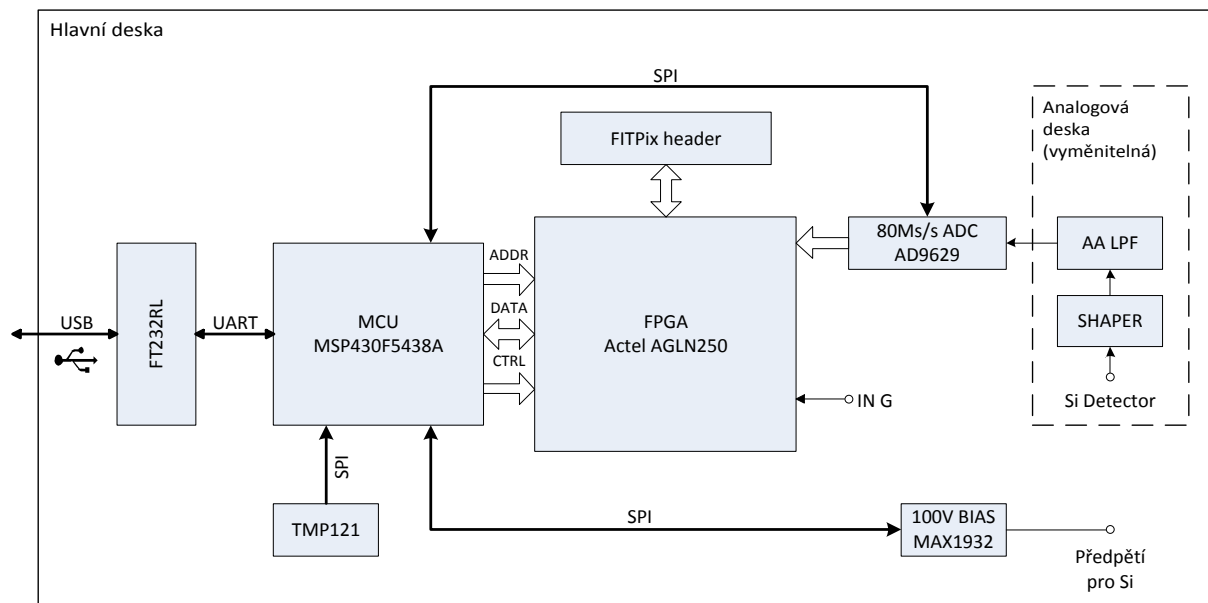 Hlavní deska
SPI
Analogová
deska
(vyměnitelná)
FITPix header
80Ms/s ADC
AD9629
AA LPF
SHAPER
Si Detector
USB
FT232RL
UART
MCU
MSP430F5438A
ADDR
DATA
CTRL
FPGA
Actel AGLN250
IN G
SPI
TMP121
SPI
100V BIAS
MAX1932
Předpětí
pro Si